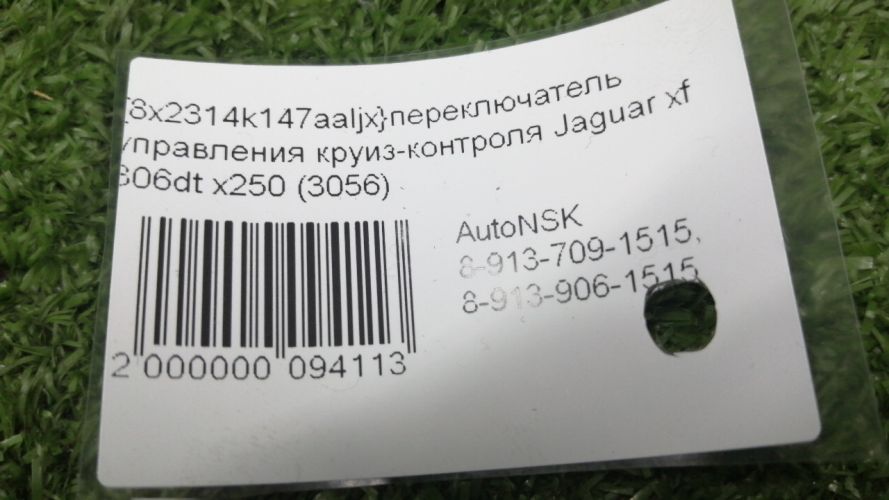 {8x2314k147aaljx}переключатель
управления круиз-контроля Jaguar xf
306dt x250 (3056)
AutoNSK
8-913-709-1515,
8-913-906-1515
2 000000 094113